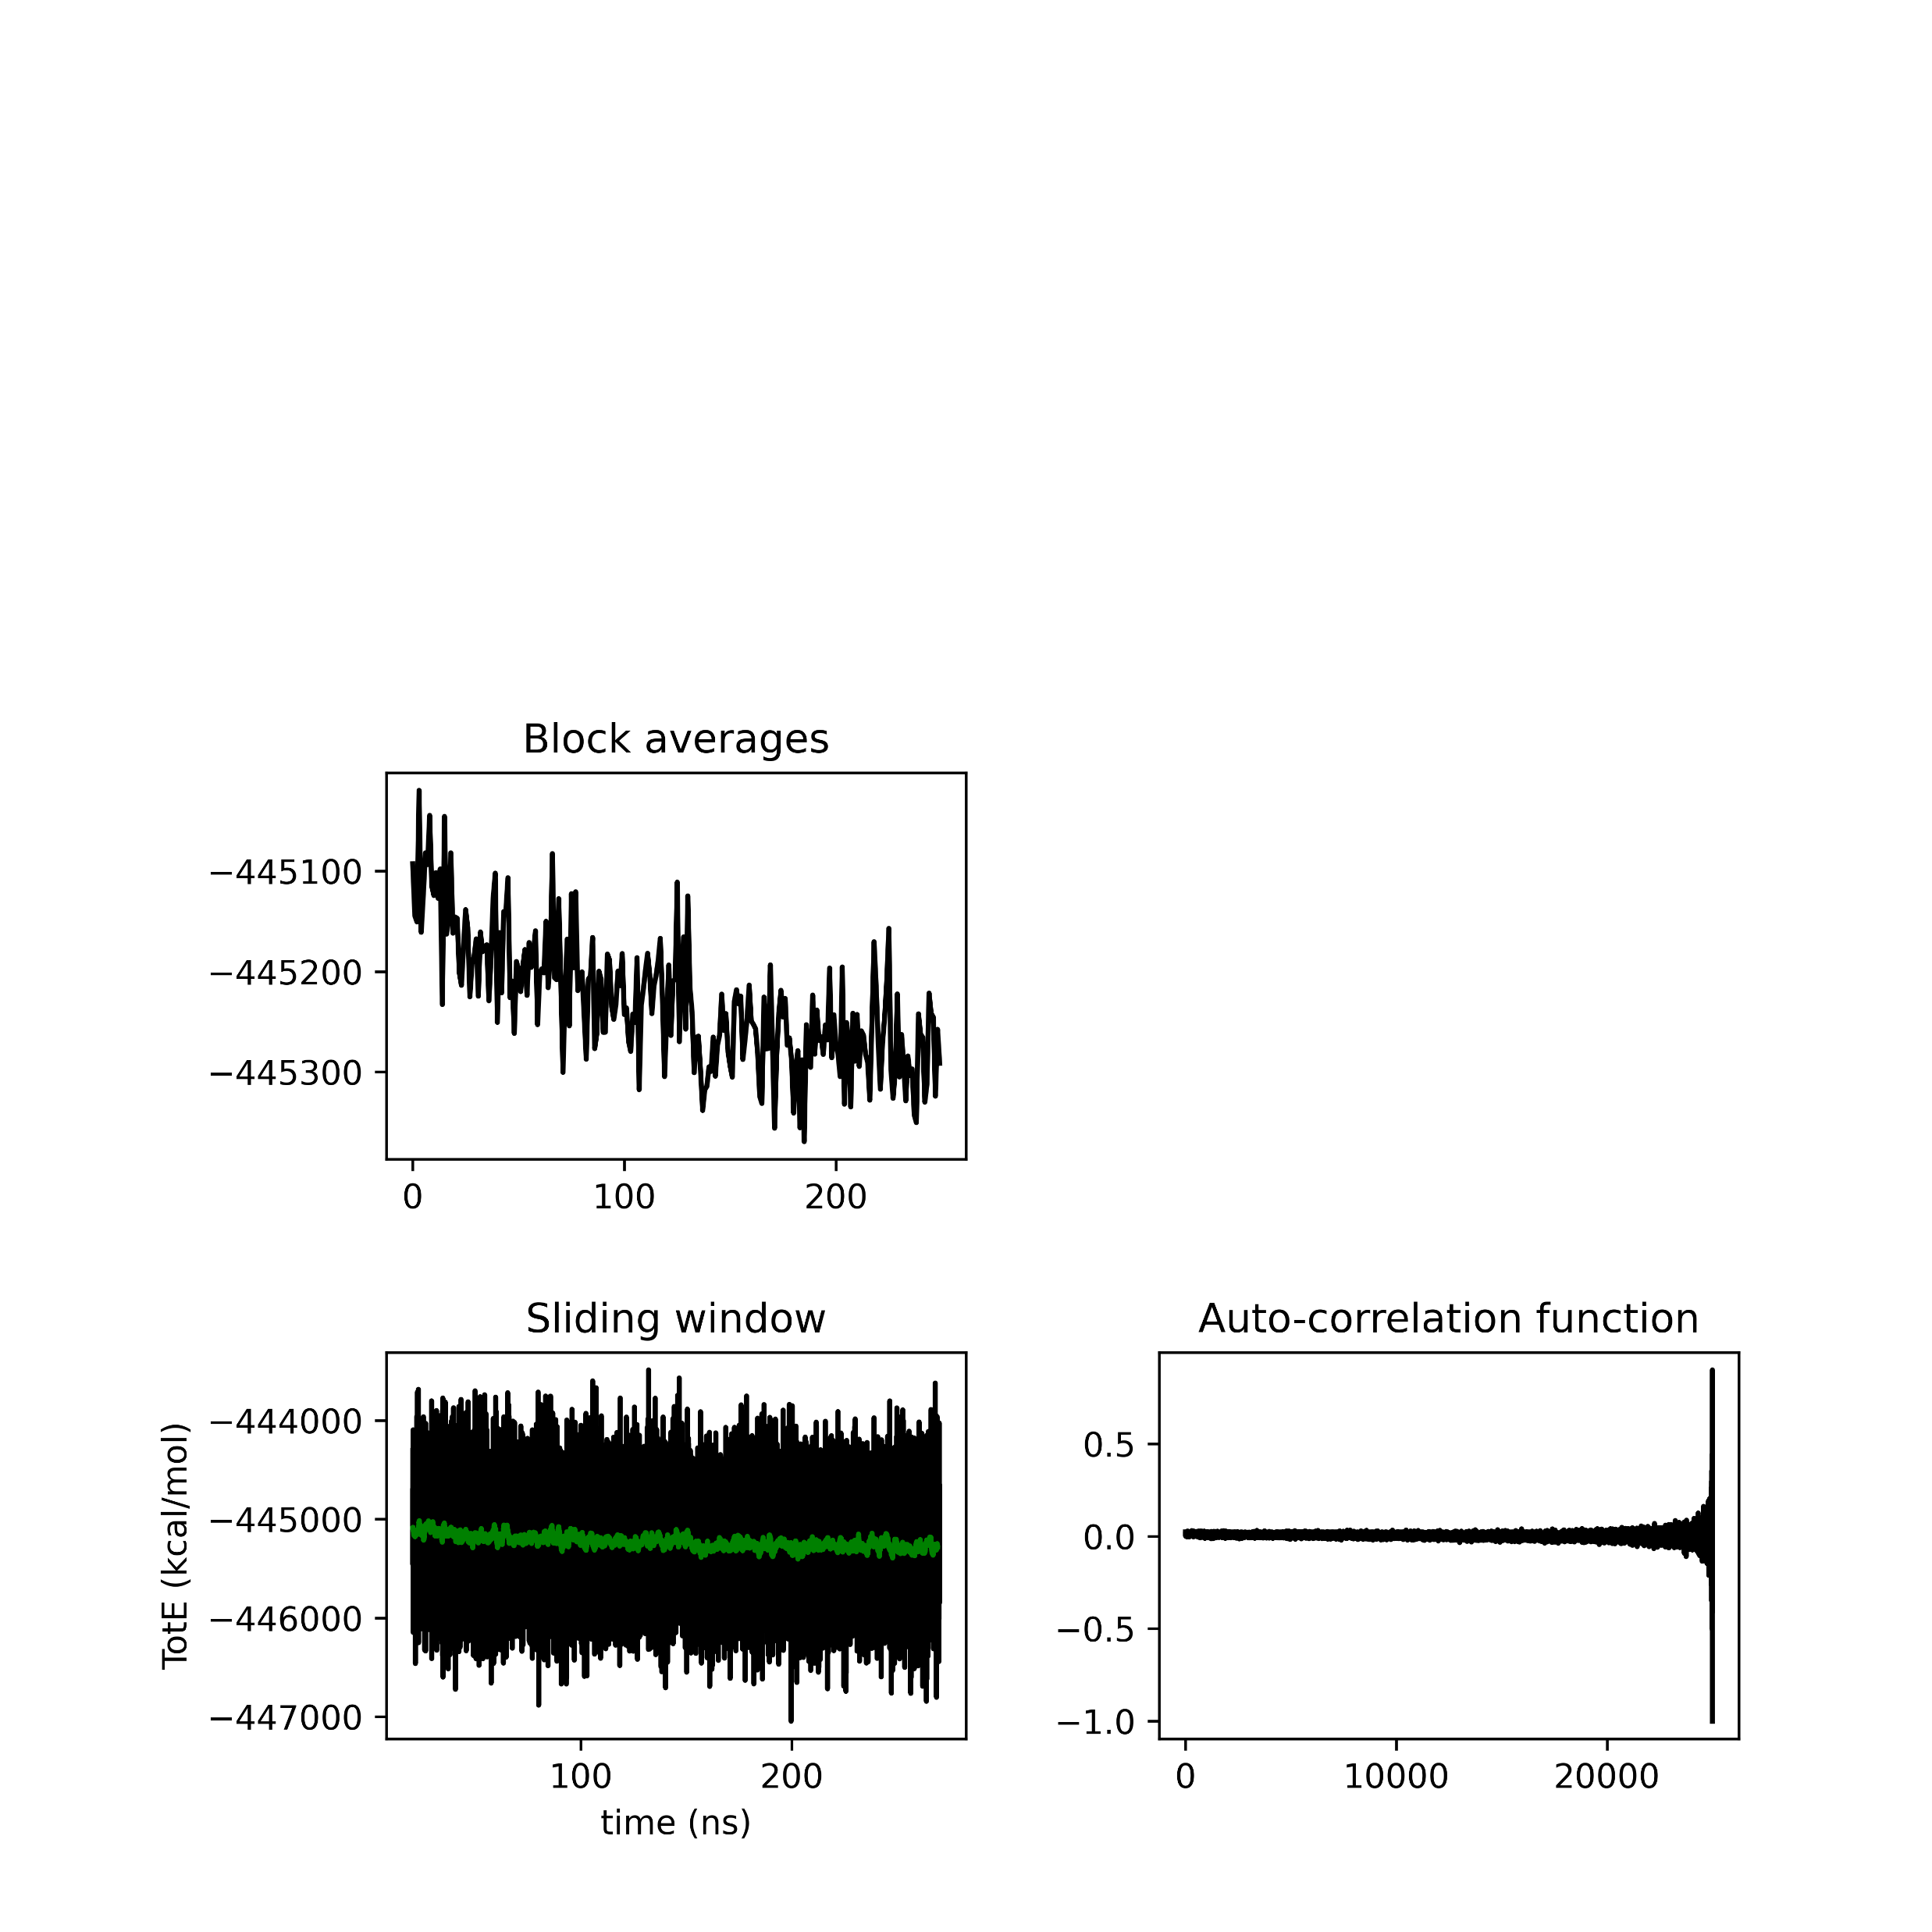 Block averages
−445100
−445200
−445300
0 100 200
Sliding window
TotE (kcal/mol)
−444000
−445000
−446000
−447000
100 200
time (ns)
Auto-correlation function
0.5
0.0
−0.5
−1.0
0 10000 20000